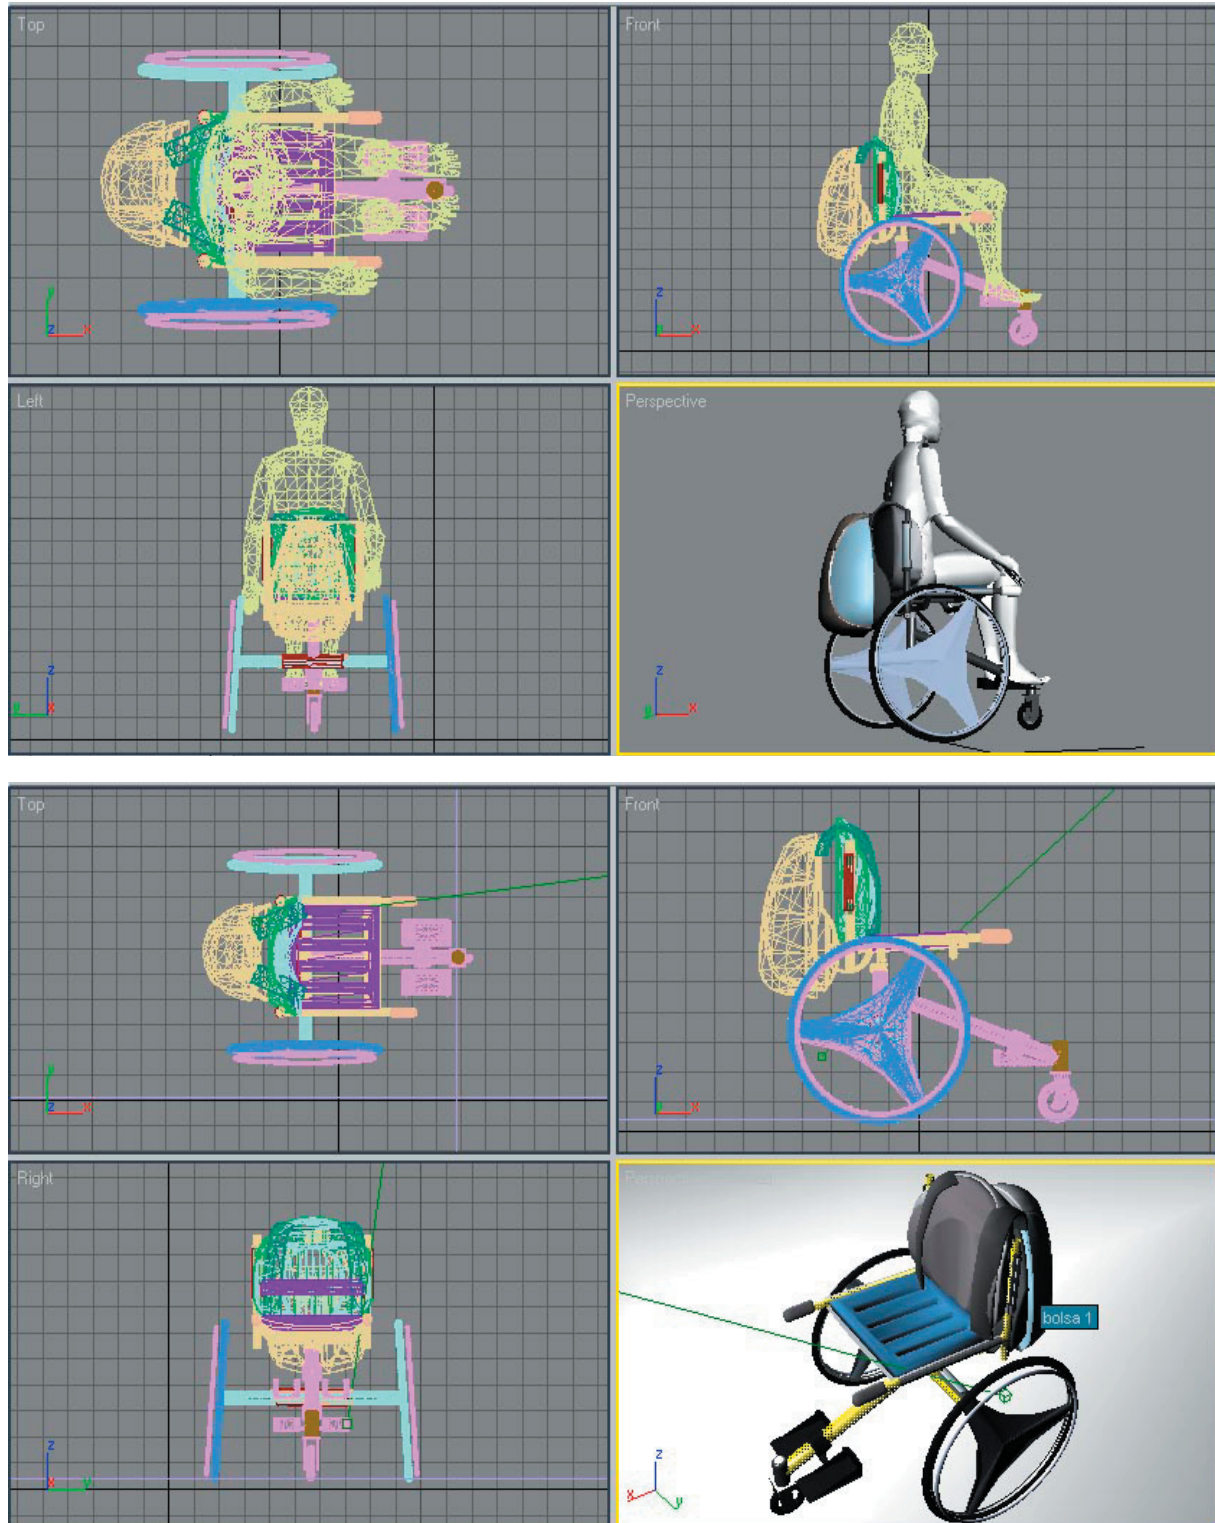 Top
Front
y
z x
z
y x
Left
Perspective
z
y x
z
y x
Top
Front
y
z x
z
y x
Right
bolsa 1
z
x y
z
x y